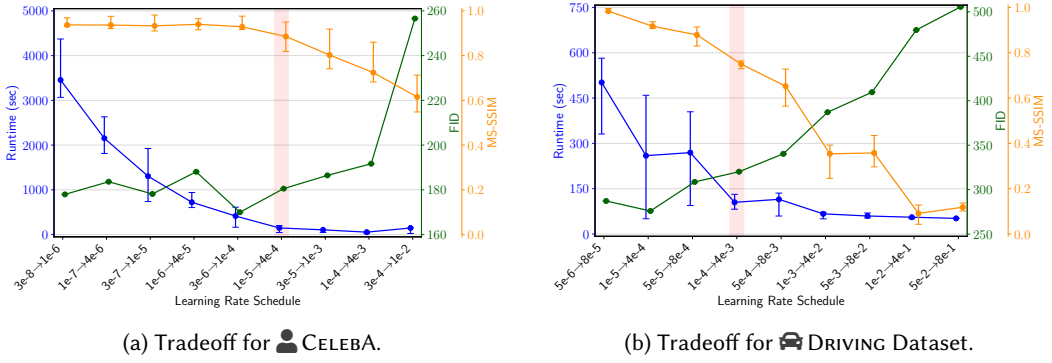 5000
4000
3000
2000
1000
0
Runtime (sec)
260
240
220
200
180
160
FID
1.0
0.8
0.6
0.4
0.2
0.0
MS-SSIM
3e-8→1e-6
1e-7→4e-6
3e-7→1e-5
1e-6→4e-5
3e-6→1e-4
1e-5→4e-4
3e-5→1e-3
1e-4→4e-3
3e-4→1e-2
Learning Rate Schedule
(a) Tradeoff for CelebA.
750
600
450
300
150
0
Runtime (sec)
500
450
400
350
300
250
FID
1.0
0.8
0.6
0.4
0.2
0.0
MS-SSIM
5e-6→8e-5
1e-5→4e-4
5e-5→8e-4
1e-4→4e-3
5e-4→8e-3
1e-3→4e-2
5e-3→8e-2
1e-2→4e-1
5e-2→8e-1
Learning Rate Schedule
(b) Tradeoff for Driving Dataset.